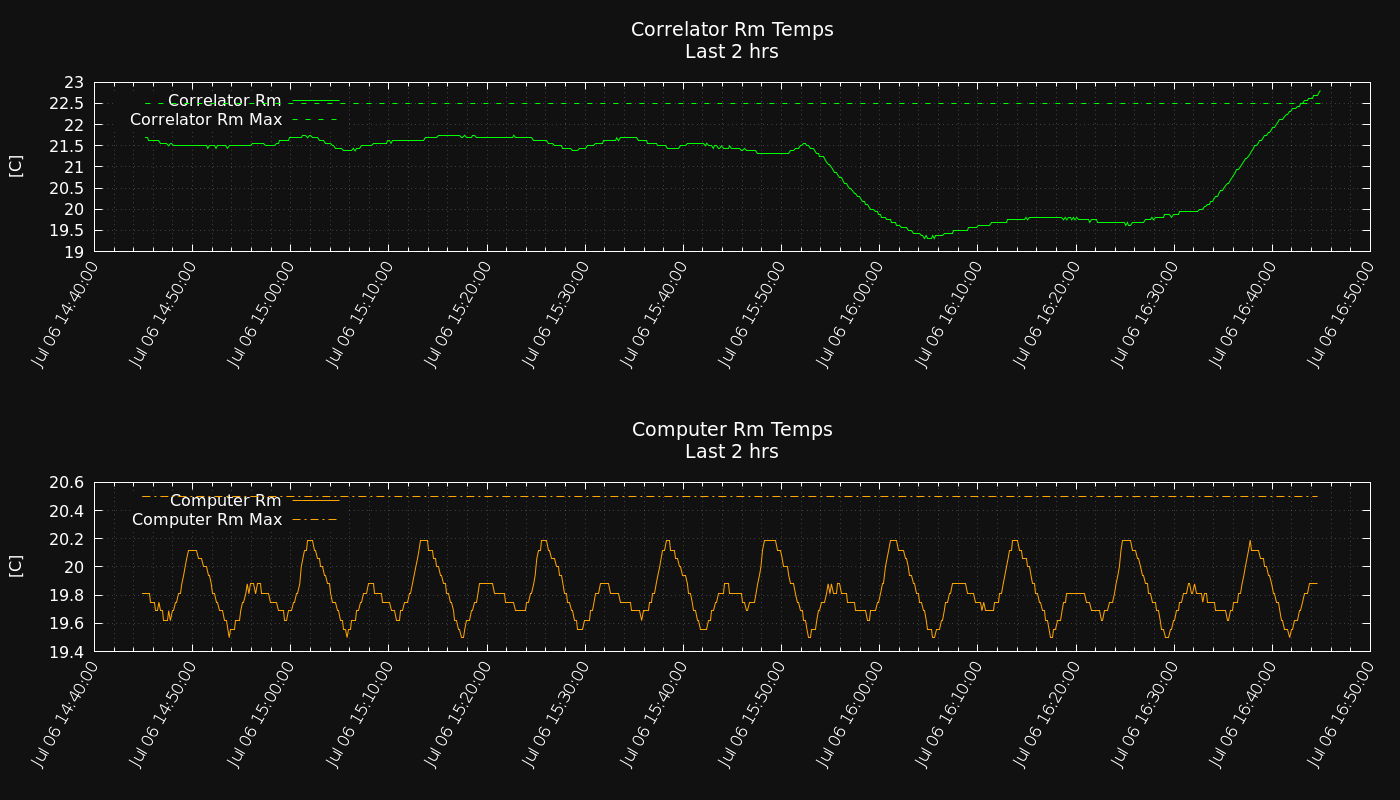 Correlator Rm Temps
Last 2 hrs
23
22.5
22
21.5
21
20.5
20
19.5
19
[C]
Correlator Rm
Correlator Rm Max
Jul 06 14:40:00
Jul 06 14:50:00
Jul 06 15:00:00
Jul 06 15:10:00
Jul 06 15:20:00
Jul 06 15:30:00
Jul 06 15:40:00
Jul 06 15:50:00
Jul 06 16:00:00
Jul 06 16:10:00
Jul 06 16:20:00
Jul 06 16:30:00
Jul 06 16:40:00
Jul 06 16:50:00
Computer Rm Temps
Last 2 hrs
20.6
20.4
20.2
20
19.8
19.6
19.4
[C]
Computer Rm
Computer Rm Max
Jul 06 14:40:00
Jul 06 14:50:00
Jul 06 15:00:00
Jul 06 15:10:00
Jul 06 15:20:00
Jul 06 15:30:00
Jul 06 15:40:00
Jul 06 15:50:00
Jul 06 16:00:00
Jul 06 16:10:00
Jul 06 16:20:00
Jul 06 16:30:00
Jul 06 16:40:00
Jul 06 16:50:00